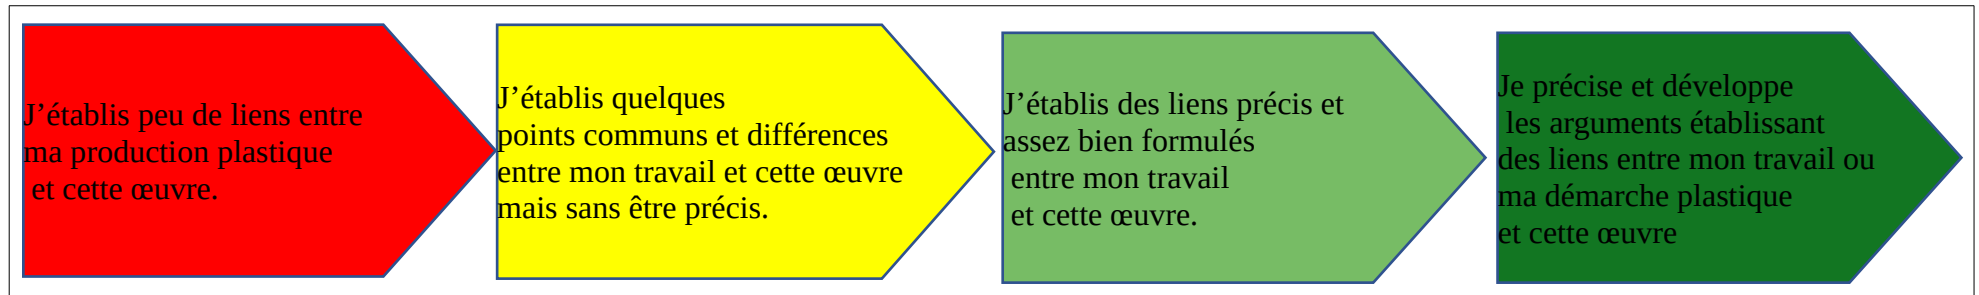 J’établis peu de liens entre
ma production plastique
et cette œuvre.
J’établis quelques
points communs et différences
entre mon travail et cette œuvre
mais sans être précis.
J’établis des liens précis et
assez bien formulés
entre mon travail
et cette œuvre.
Je précise et développe
les arguments établissant
des liens entre mon travail ou
ma démarche plastique
et cette œuvre